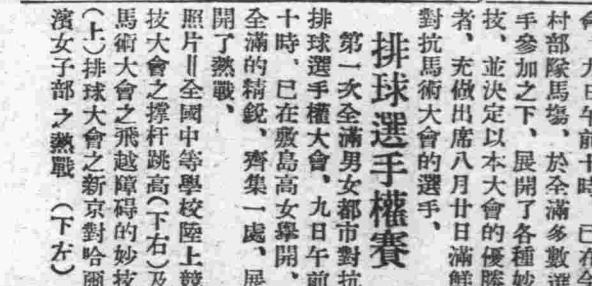 九日午前十時、已在今
村部隊馬場、於全滿多數選
手參加之下、展開了各種妙
技、並決定以本大會的優勝
者、充做出席八月廿日滿鮮
對抗馬術大會的選手、
排球選手權賽
第一次全滿男女都市對抗
排球選手權大會、九日午前
十時、已在敷島高女擧開、
全滿的精銳、齊集一處、展
開了熱戰、
照片‖全國中等學校陸上競
技大會之撑杆跳高(下右)及
馬術大會之飛越障碍的妙技
(上)排球大會之新京對哈爾
濱女子部之熱戰 (下左)